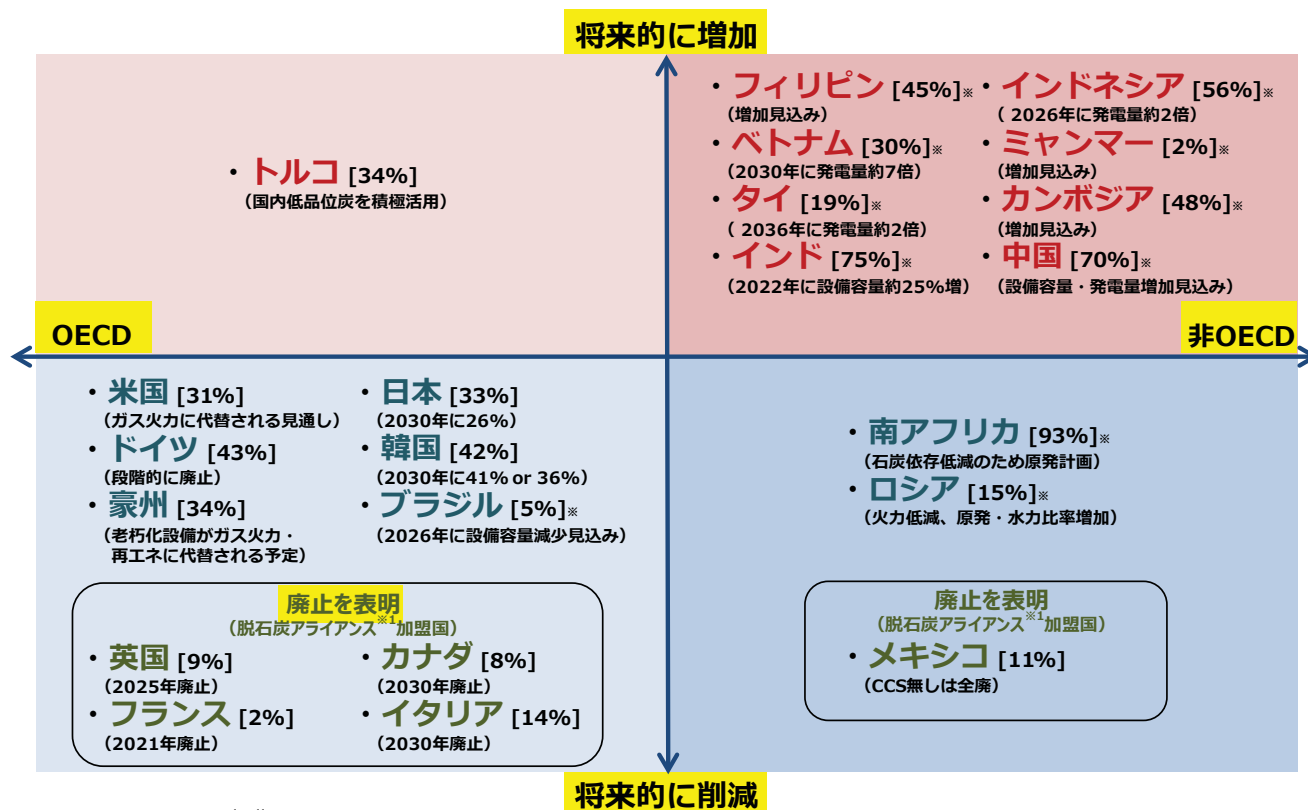 将来的に増加
・フィリピン [45%]※
（増加見込み）
・ベトナム [30%]※
（2030年に発電量約7倍）
・タイ [19%]※
（ 2036年に発電量約2倍）
・インド [75%]※
（2022年に設備容量約25%増）
・インドネシア [56%]※
（ 2026年に発電量約2倍）
・ミャンマー [2%]※
（増加見込み）
・カンボジア [48%]※
（増加見込み）
・中国 [70%]※
（設備容量・発電量増加見込み）
・トルコ [34%]
（国内低品位炭を積極活用）
OECD
非OECD
・米国 [31%]
（ガス火力に代替される見通し）
・ドイツ [43%]
（段階的に廃止）
・豪州 [34%]
（老朽化設備がガス火力・
再エネに代替される予定）
・日本 [33%]
（2030年に26%）
・韓国 [42%]
（2030年に41% or 36%）
・ブラジル [5%]※
（2026年に設備容量減少見込み）
・南アフリカ [93%]※
（石炭依存低減のため原発計画）
・ロシア [15%]※
（火力低減、原発・水力比率増加）
廃止を表明
（脱石炭アライアンス※1加盟国）
・英国 [9%]
（2025年廃止）
・フランス [2%]
（2021年廃止）
・カナダ [8%]
（2030年廃止）
・イタリア [14%]
（2030年廃止）
廃止を表明
（脱石炭アライアンス※1加盟国）
・メキシコ [11%]
（CCS無しは全廃）
将来的に削減